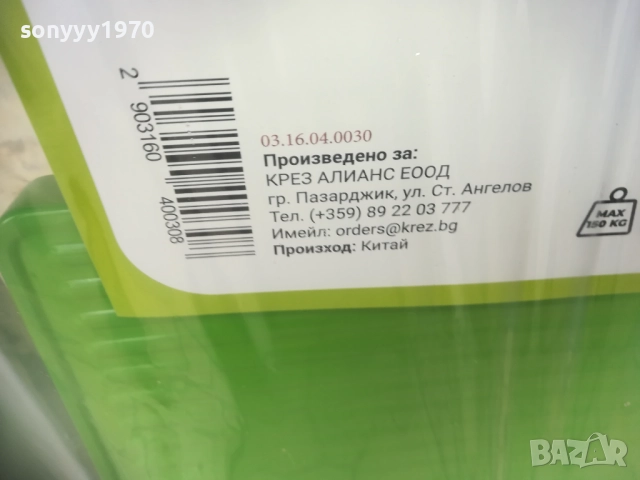 sonyyy1970
2 903160 400308
03.16.04.0030
Произведено за:
КРЕЗ АЛИАНС ЕООД
гр. Пазарджик, ул. Ст. Ангелов
Тел. (+359) 89 22 03 777
Имейл: orders@krez.bg
Произход: Китай
MAX
150 KG
BAZAR